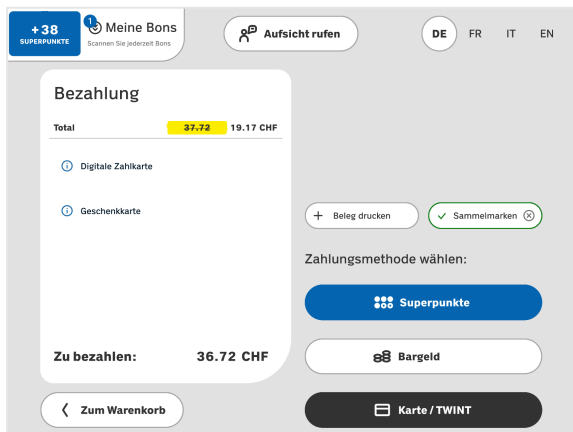 +38
SUPERPUNKTE
1
Meine Bons
Scannen Sie jederzeit Bons
Aufsicht rufen
DE FR IT EN
Bezahlung
Total 37.72 19.17 CHF
Digitale Zahlkarte
Geschenkkarte
Beleg drucken
Sammelmarken
Zahlungsmethode wählen:
Superpunkte
Bargeld
Zu bezahlen: 36.72 CHF
Zum Warenkorb
Karte / TWINT